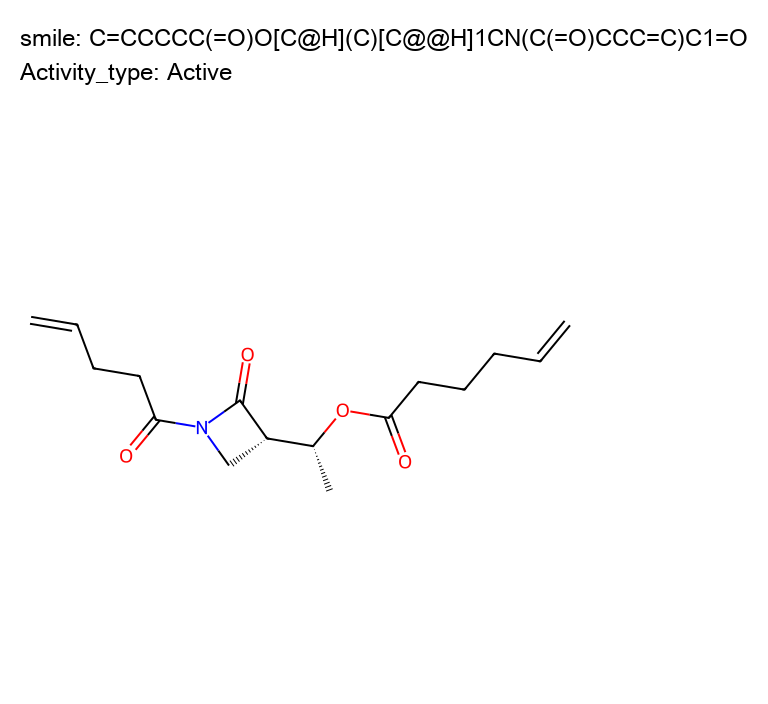 smile: C=CCCCC(=O)O[C@H](C)[C@@H]1CN(C(=O)CCC=C)C1=O
Activity_type: Active
O
O
N
O
O